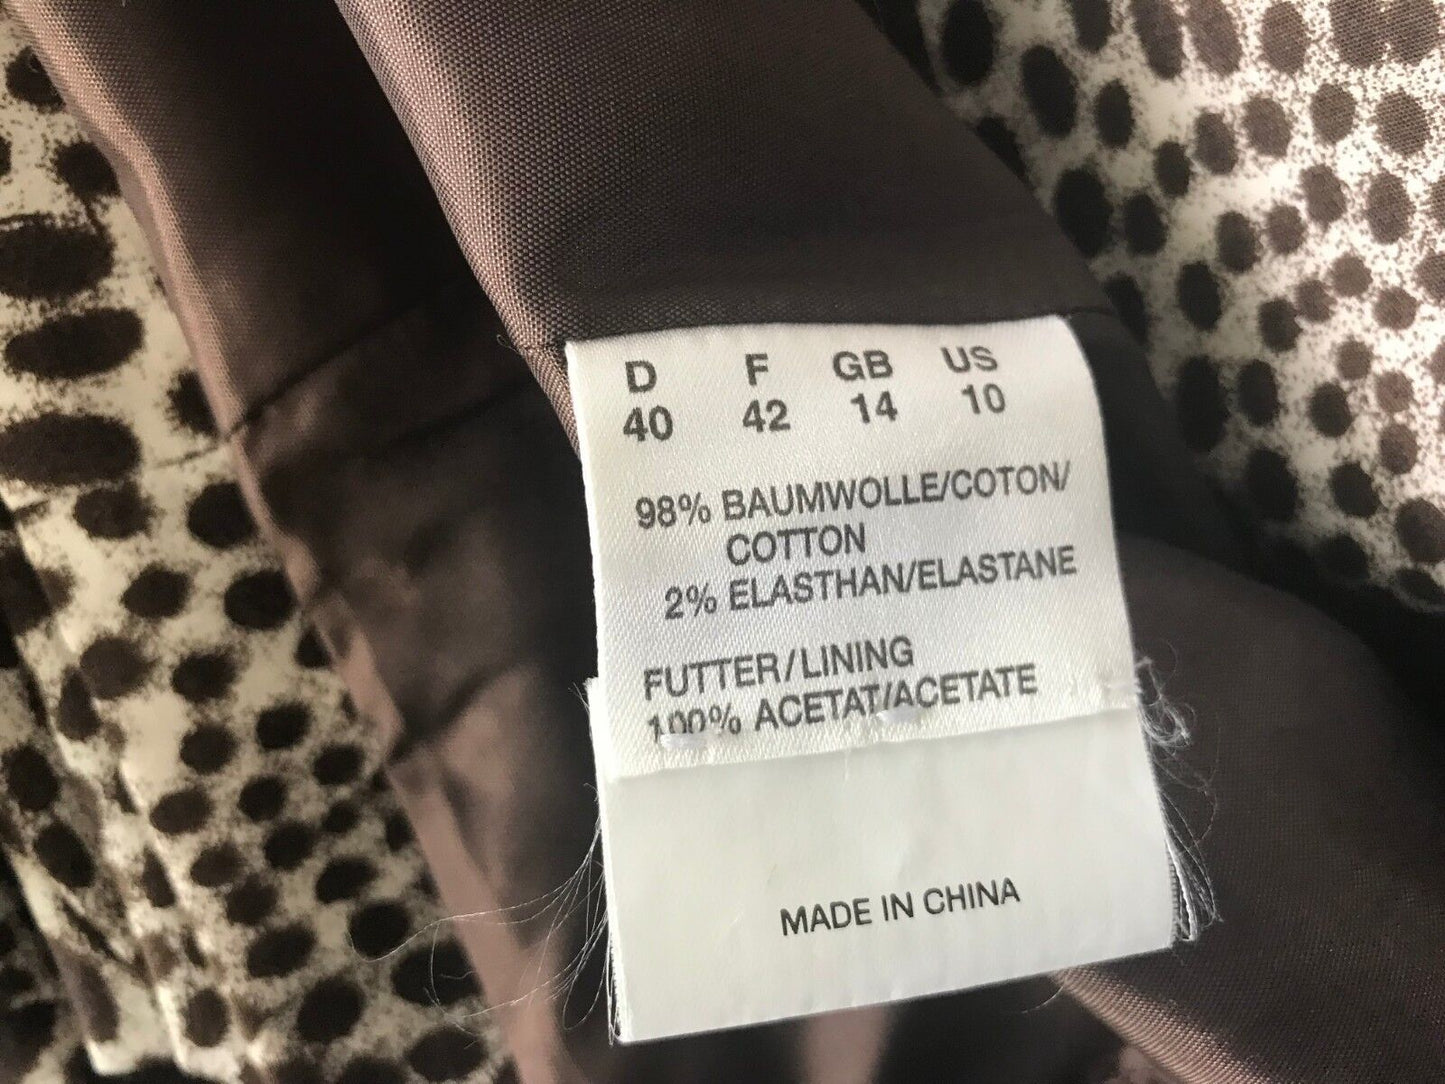 D F GB US
40 42 14 10
98% BAUMWOLLE/COTON/
COTTON
2% ELASTHAN/ELASTANE
FUTTER/LINING
100% ACETAT/ACETATE
MADE IN CHINA